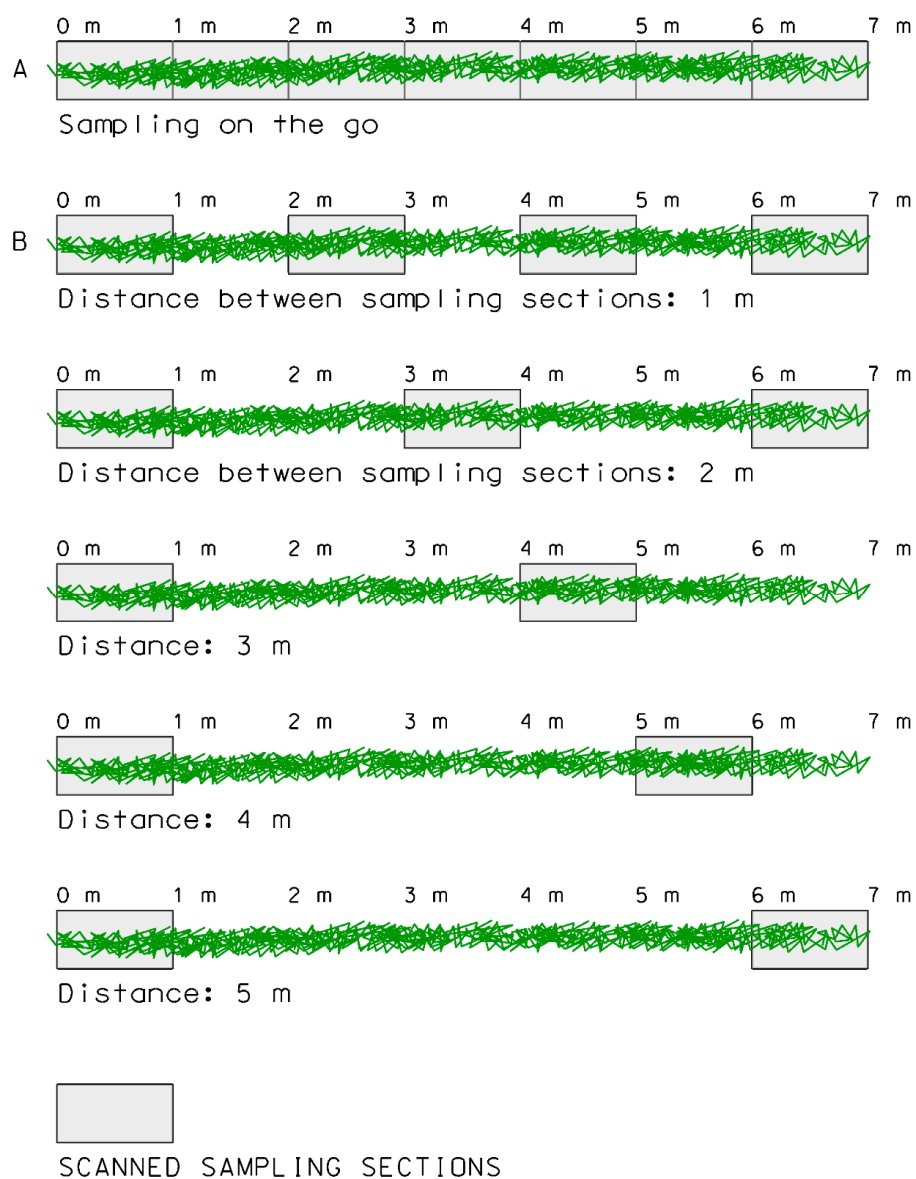 0 m 1 m 2 m 3 m 4 m 5 m 6 m 7 m
A
Sampling on the go
0 m 1 m 2 m 3 m 4 m 5 m 6 m 7 m
B
Distance between sampling sections: 1 m
0 m 1 m 2 m 3 m 4 m 5 m 6 m 7 m
Distance between sampling sections: 2 m
0 m 1 m 2 m 3 m 4 m 5 m 6 m 7 m
Distance: 3 m
0 m 1 m 2 m 3 m 4 m 5 m 6 m 7 m
Distance: 4 m
0 m 1 m 2 m 3 m 4 m 5 m 6 m 7 m
Distance: 5 m
SCANNED SAMPLING SECTIONS